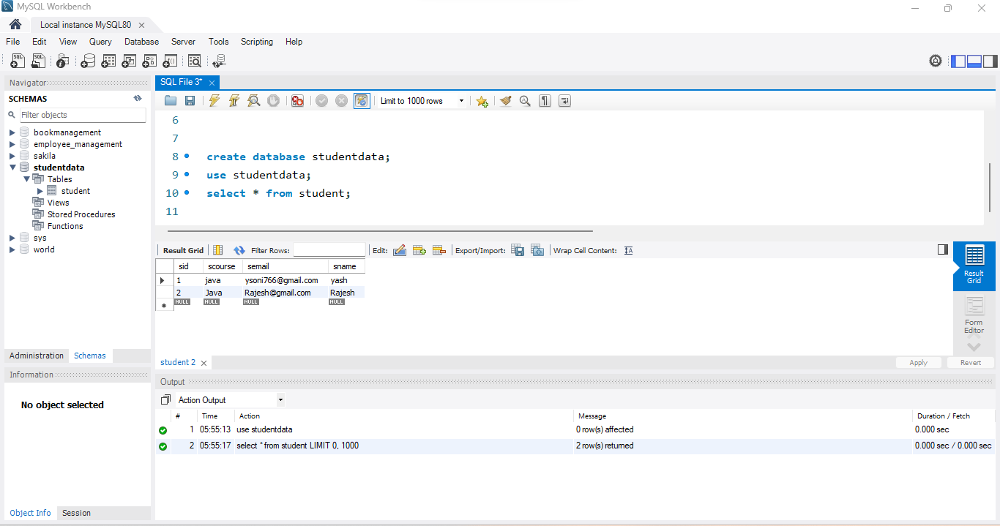 MySQL Workbench
Local instance MySQL80
File Edit View Query Database Server Tools Scripting Help
Navigator
SCHEMAS
Filter objects
bookmanagement
employee_management
sakila
studentdata
Tables
student
Views
Stored Procedures
Functions
sys
world
Administration Schemas
Information
No object selected
Object Info Session
SQL File 3*
Limit to 1000 rows
6
7
8 create database studentdata;
9 use studentdata;
10 select * from student;
11
Result Grid Filter Rows: Edit: Export/Import: Wrap Cell Content: IA
sid scourse semail sname
1 java ysoni766@gmail.com yash
2 Java Rajesh@gmail.com Rajesh
NULL NULL NULL NULL
Result
Grid
Form
Editor
student 2 Apply Revert
Output
Action Output
# Time Action Message Duration / Fetch
1 05:55:13 use studentdata 0 row(s) affected 0.000 sec
2 05:55:17 select * from student LIMIT 0, 1000 2 row(s) returned 0.000 sec / 0.000 sec